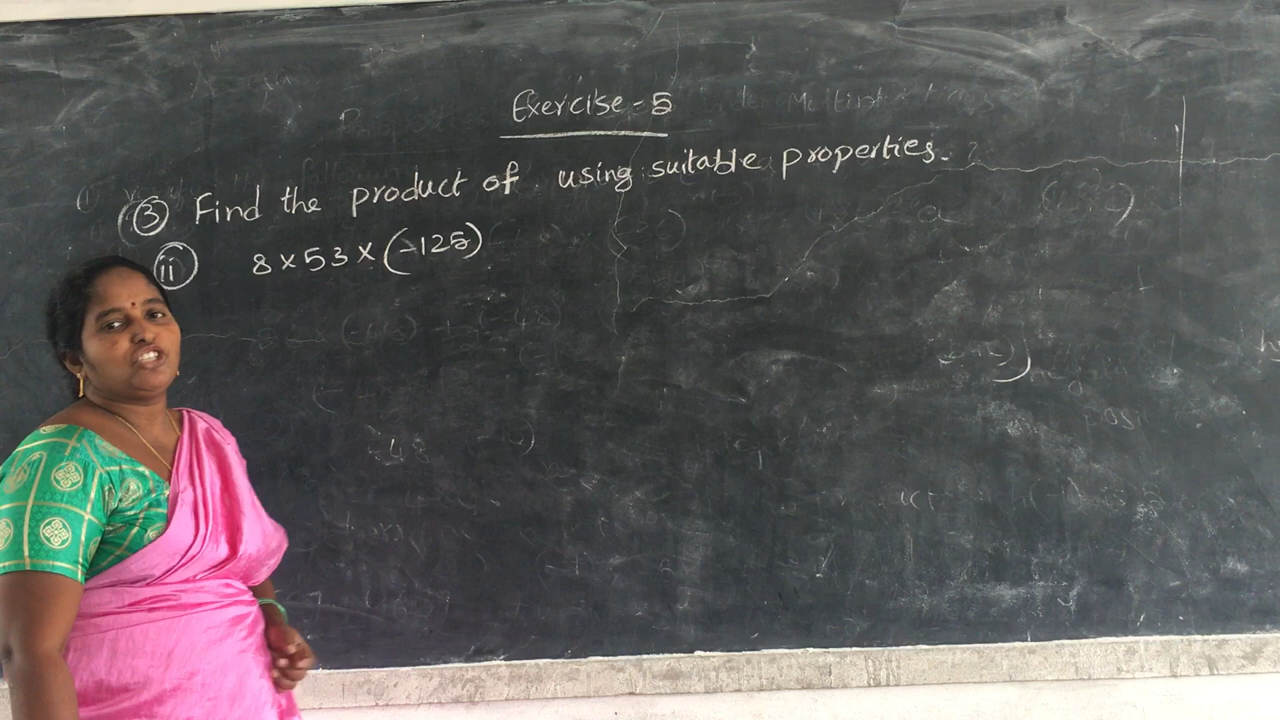 Exercise - 5
③ Find the product of using suitable properties.
ⅱ 8 × 53 × (-125)